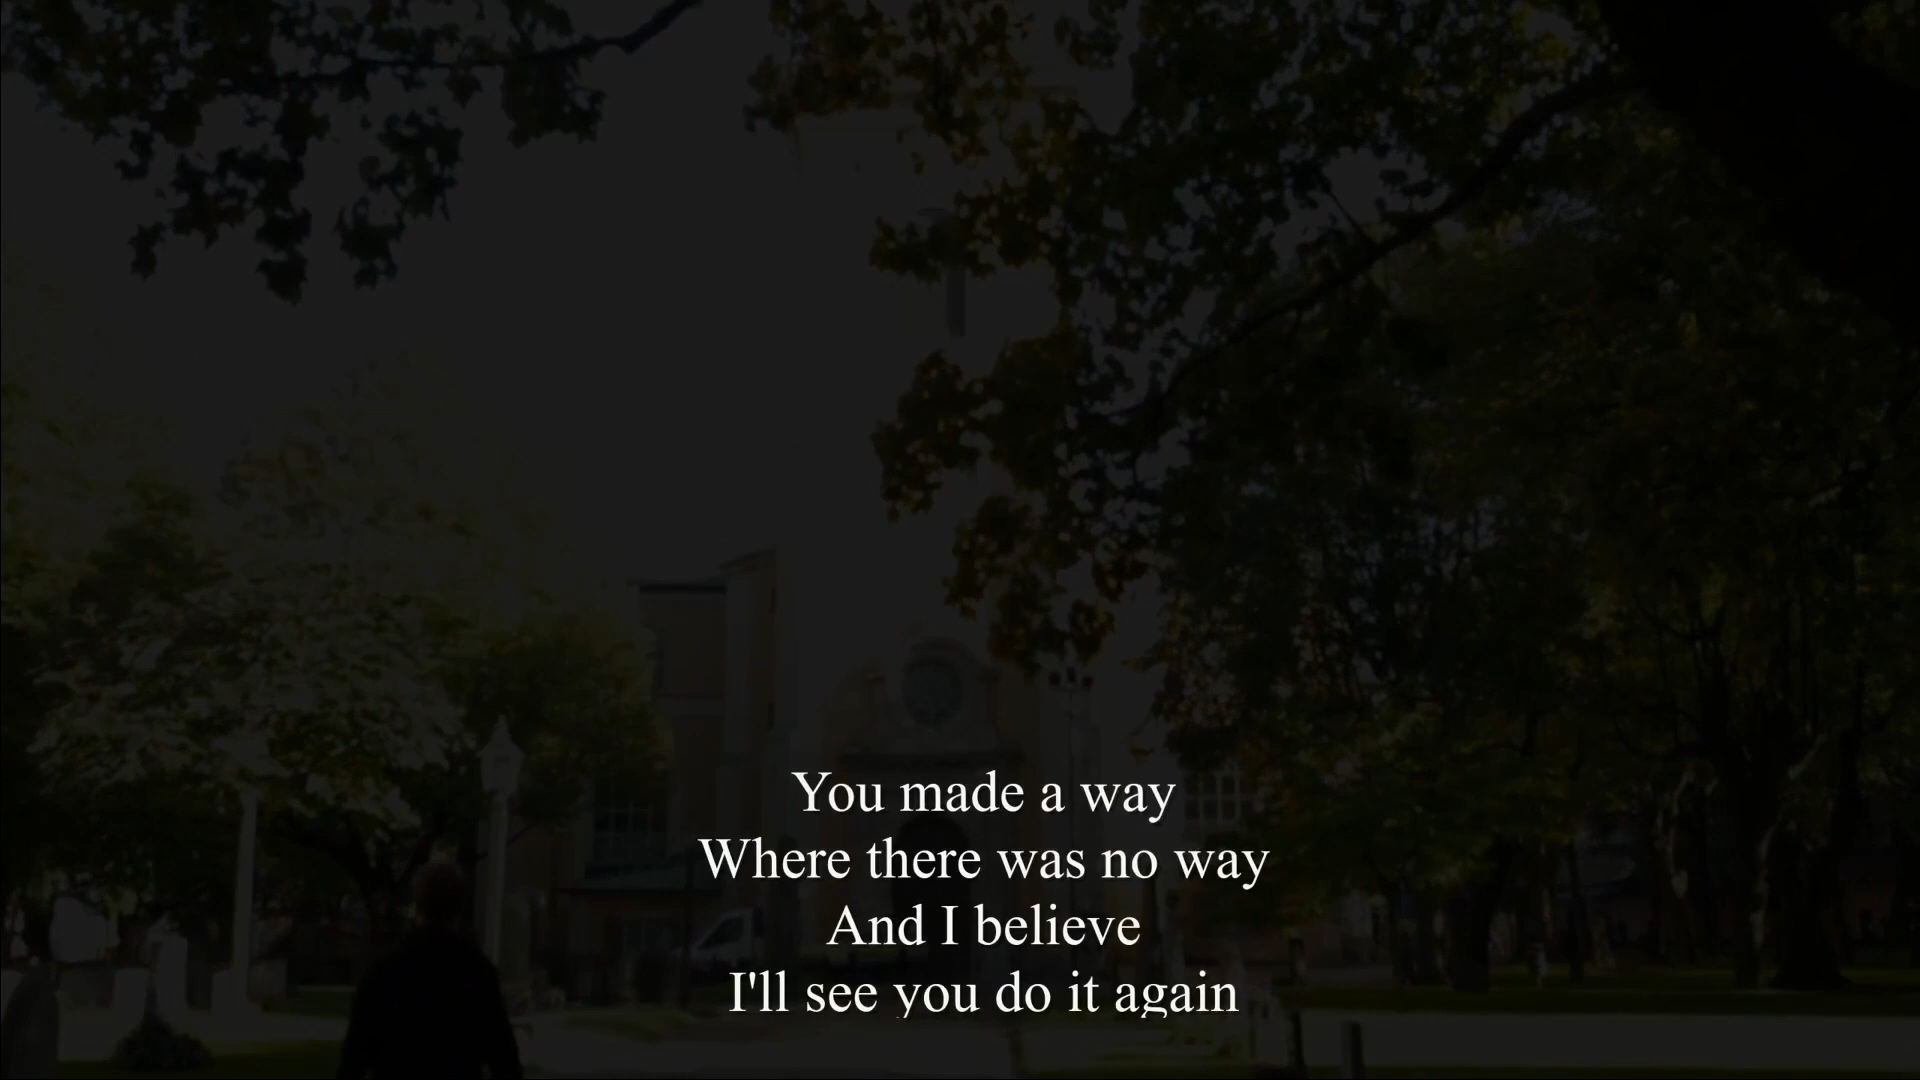 You made a way
Where there was no way
And I believe
I'll see you do it again